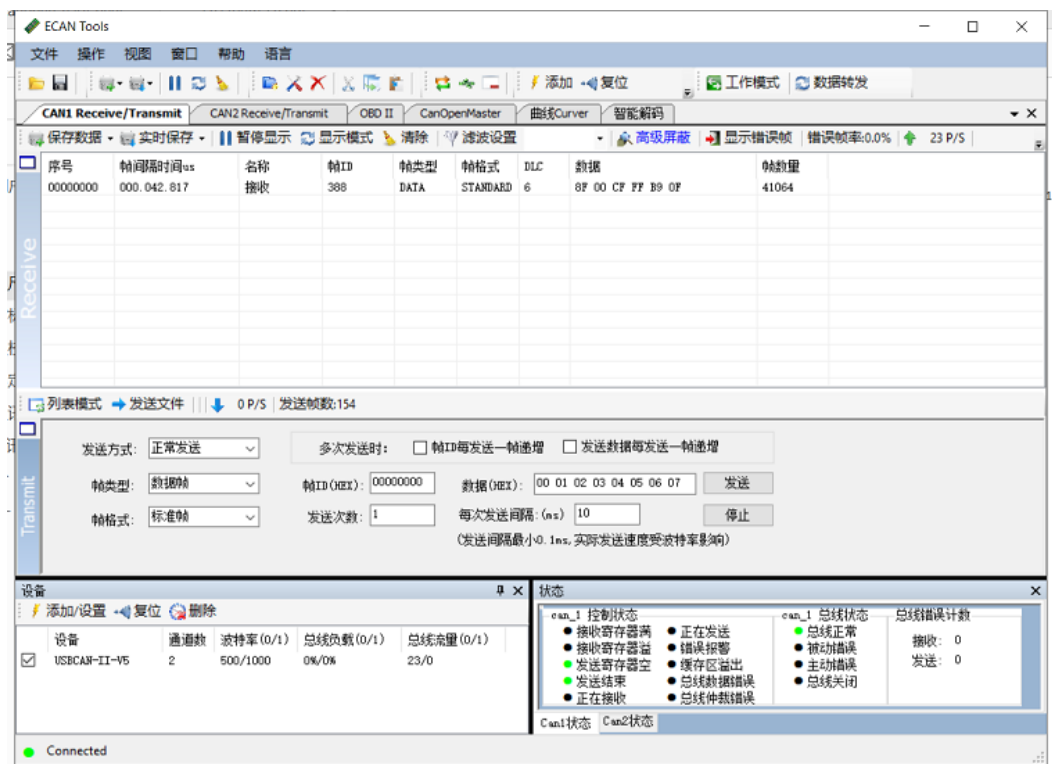 ECAN Tools
文件 操作 视图 窗口 帮助 语言
添加 复位 工作模式 数据转发
CAN1 Receive/Transmit CAN2 Receive/Transmit OBD II CanOpenMaster 曲线Curver 智能解码
保存数据 实时保存 暂停显示 显示模式 清除 滤波设置 高级屏蔽 显示错误帧 错误帧率:0.0% 23 P/S
序号 帧间隔时间us 名称 帧ID 帧类型 帧格式 DLC 数据 帧数量
00000000 000.042.817 接收 388 DATA STANDARD 6 8F 00 CF FF B9 0F 41064
Receive
列表模式 发送文件 0 P/S 发送帧数:154
Transmit
发送方式: 正常发送 多次发送时: 帧ID每发送一帧递增 发送数据每发送一帧递增
帧类型: 数据帧 帧ID(HEX): 00000000 数据(HEX): 00 01 02 03 04 05 06 07 发送
帧格式: 标准帧 发送次数: 1 每次发送间隔:(ms) 10 停止
(发送间隔最小0.1ms,实际发送速度受波特率影响)
设备
添加/设置 复位 删除
设备 通道数 波特率(0/1) 总线负载(0/1) 总线流量(0/1)
USBCAN-II-V5 2 500/1000 0%/0% 23/0
状态
can_1 控制状态 can_1 总线状态 总线错误计数
接收寄存器满 正在发送 总线正常 接收: 0
接收寄存器溢 错误报警 被动错误
发送寄存器空 缓存区溢出 主动错误 发送: 0
发送结束 总线数据错误 总线关闭
正在接收 总线仲裁错误
Can1状态 Can2状态
Connected